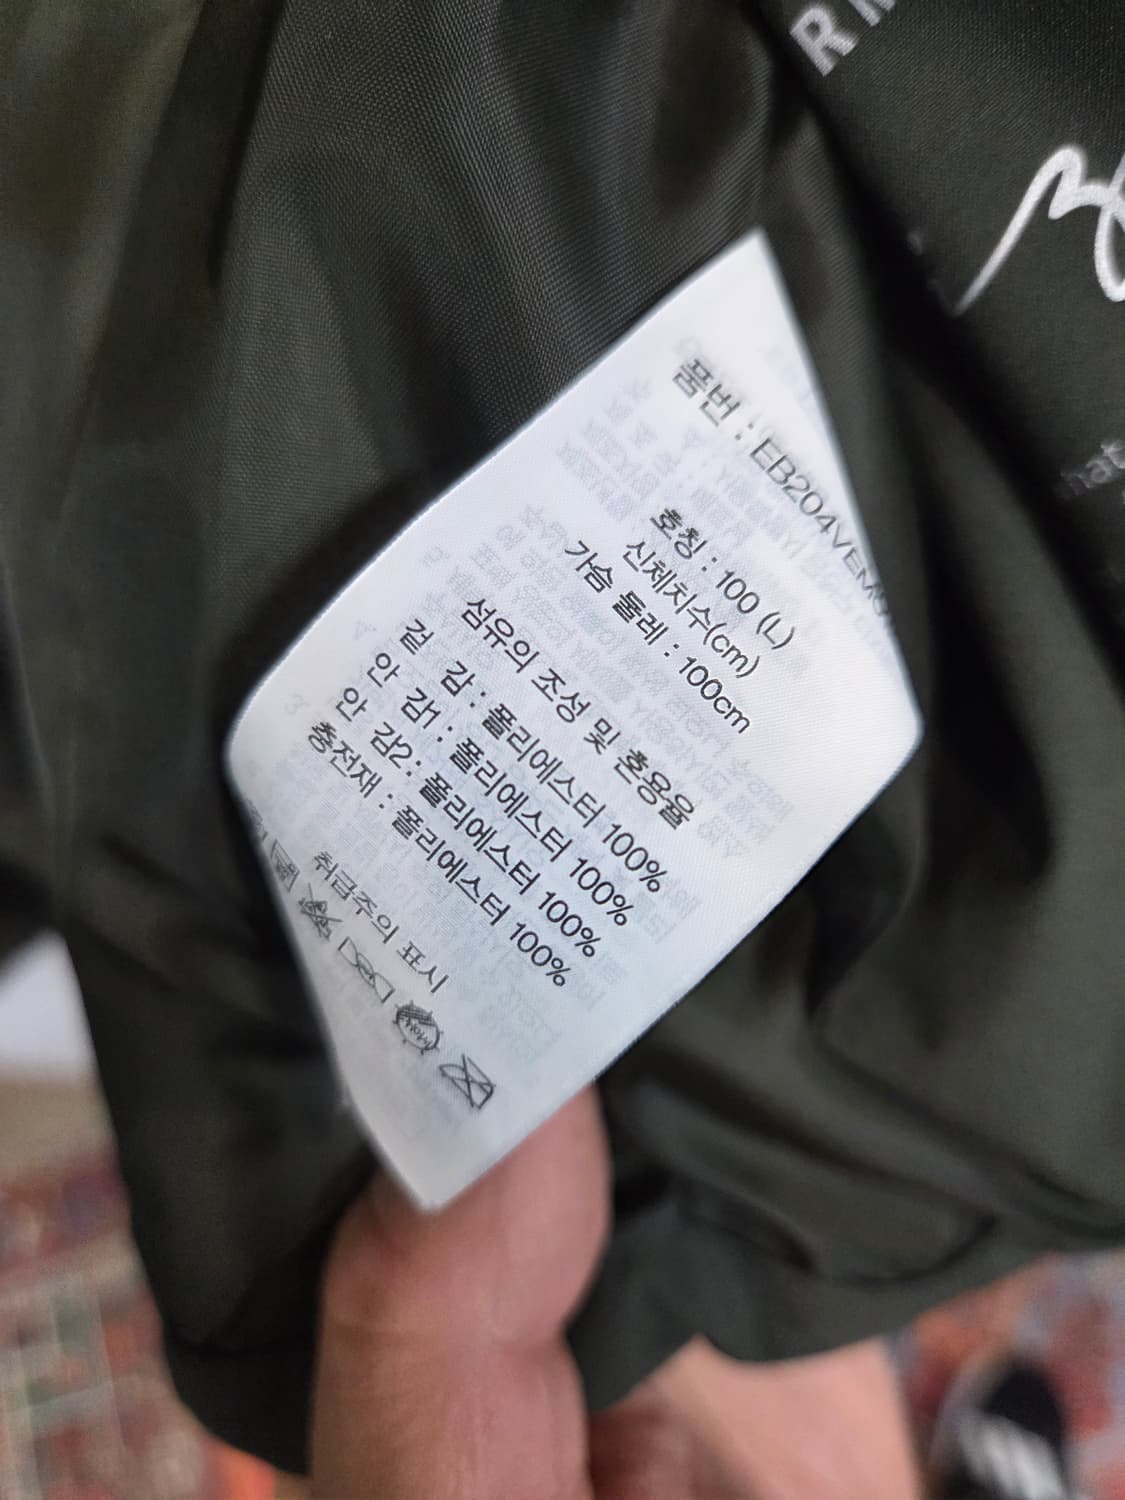 품번 : EB204VEM
호칭 : 100 (L)
신체치수(cm)
가슴 둘레 : 100cm
섬유의 조성 및 혼용율
겉 감 : 폴리에스터 100%
안 감1 : 폴리에스터 100%
안 감2 : 폴리에스터 100%
충전재 : 폴리에스터 100%
취급주의 표시